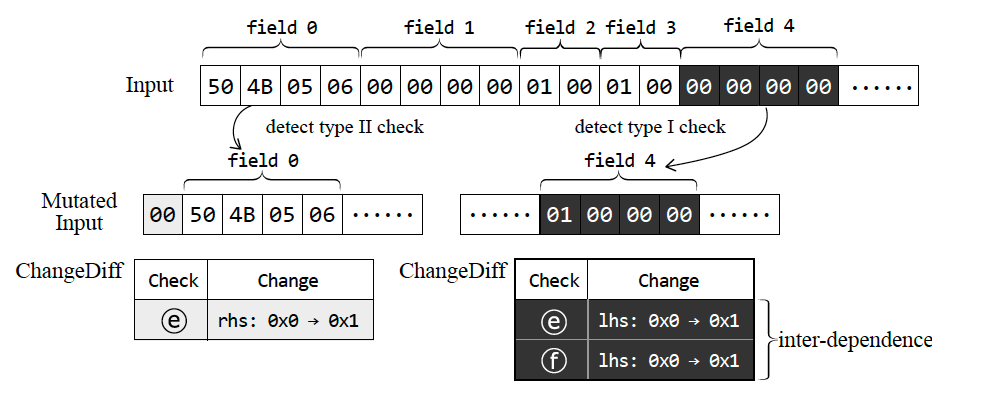 field 0 field 1 field 2 field 3 field 4
Input 50 4B 05 06 00 00 00 00 01 00 01 00 00 00 00 00 ······
detect type II check detect type I check
field 0 field 4
Mutated Input 00 50 4B 05 06 ······ ······ 01 00 00 00 ······
ChangeDiff Check Change ChangeDiff Check Change
ⓔ rhs: 0x0 → 0x1 ⓔ lhs: 0x0 → 0x1
inter-dependence
ⓕ lhs: 0x0 → 0x1